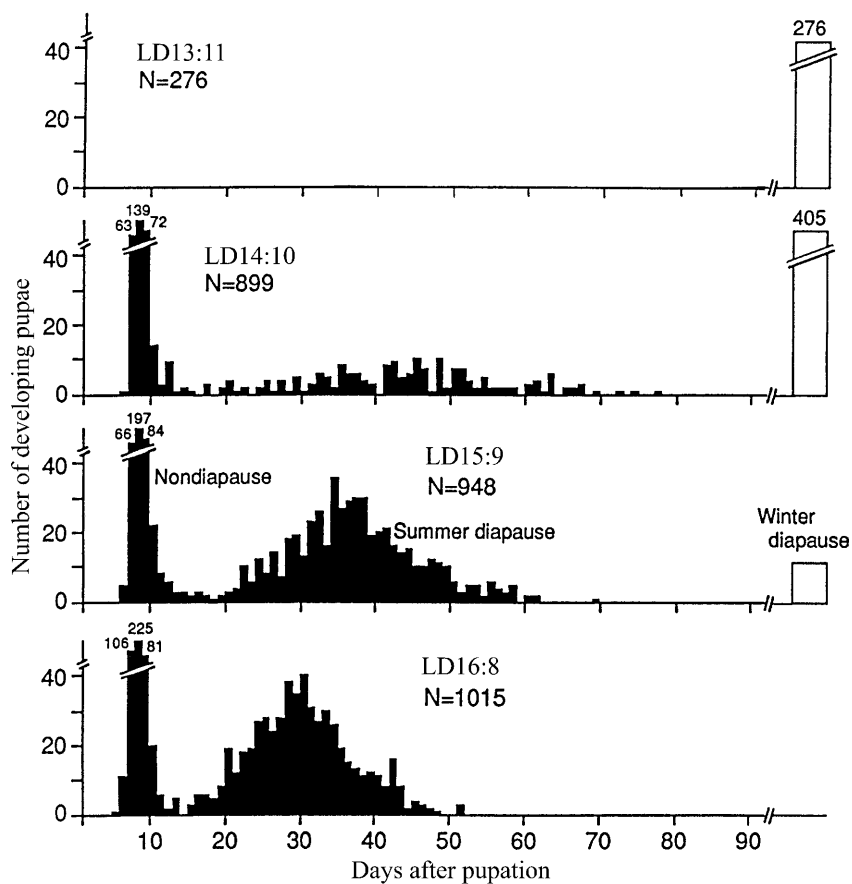 276
40
20
0
LD13:11
N=276
63
139
72
405
40
20
0
LD14:10
N=899
66
197
84
40
20
0
Nondiapause
LD15:9
N=948
Summer diapause
Winter
diapause
106
225
81
40
20
0
LD16:8
N=1015
10 20 30 40 50 60 70 80 90
Days after pupation
Number of developing pupae